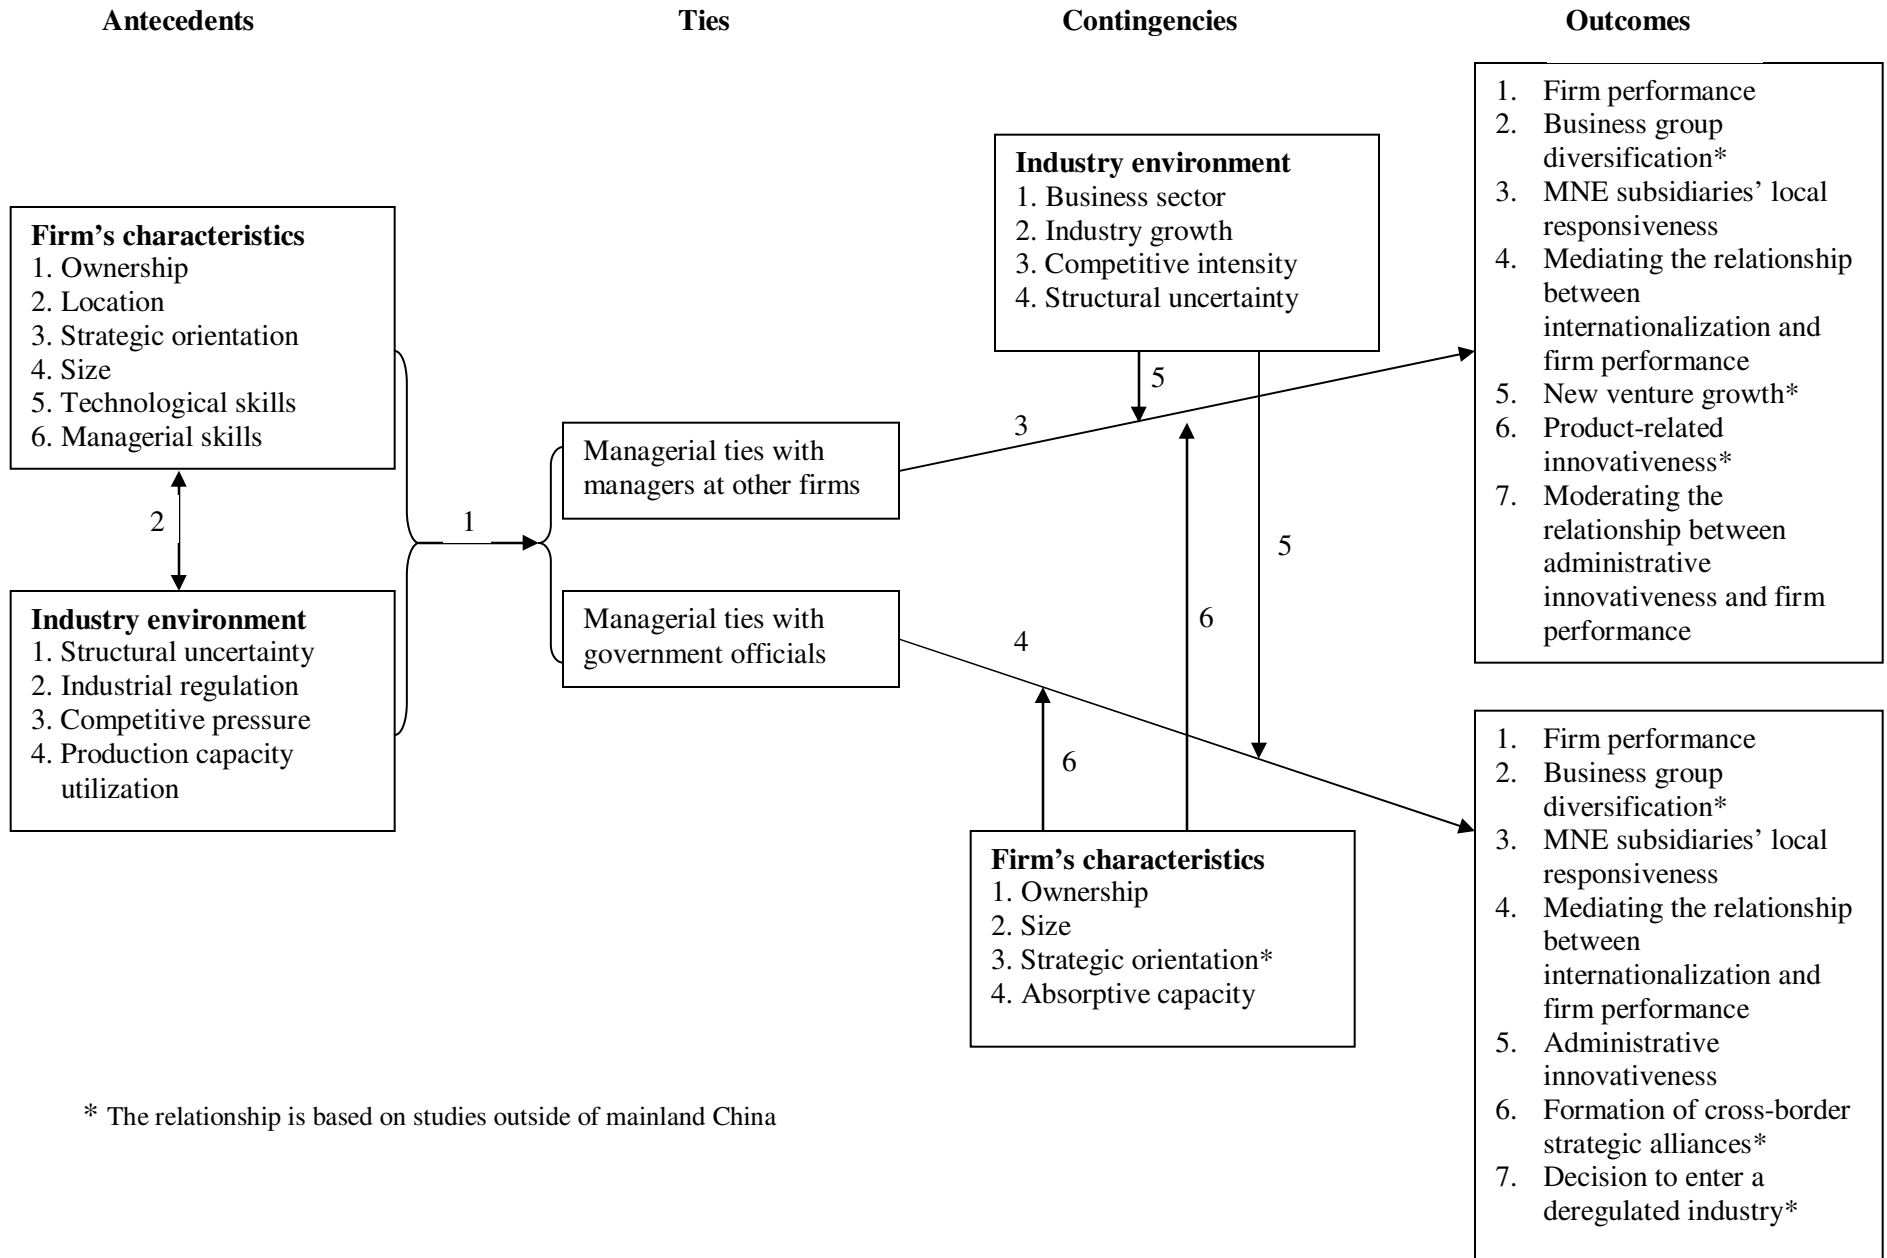 Antecedents
Ties
Contingencies
Outcomes
Firm's characteristics
1. Ownership
2. Location
3. Strategic orientation
4. Size
5. Technological skills
6. Managerial skills
2
Industry environment
1. Structural uncertainty
2. Industrial regulation
3. Competitive pressure
4. Production capacity
utilization
1
Managerial ties with
managers at other firms
Managerial ties with
government officials
3
4
Industry environment
1. Business sector
2. Industry growth
3. Competitive intensity
4. Structural uncertainty
5
5
6
6
Firm's characteristics
1. Ownership
2. Size
3. Strategic orientation*
4. Absorptive capacity
1. Firm performance
2. Business group
diversification*
3. MNE subsidiaries' local
responsiveness
4. Mediating the relationship
between
internationalization and
firm performance
5. New venture growth*
6. Product-related
innovativeness*
7. Moderating the
relationship between
administrative
innovativeness and firm
performance
1. Firm performance
2. Business group
diversification*
3. MNE subsidiaries' local
responsiveness
4. Mediating the relationship
between
internationalization and
firm performance
5. Administrative
innovativeness
6. Formation of cross-border
strategic alliances*
7. Decision to enter a
deregulated industry*
* The relationship is based on studies outside of mainland China